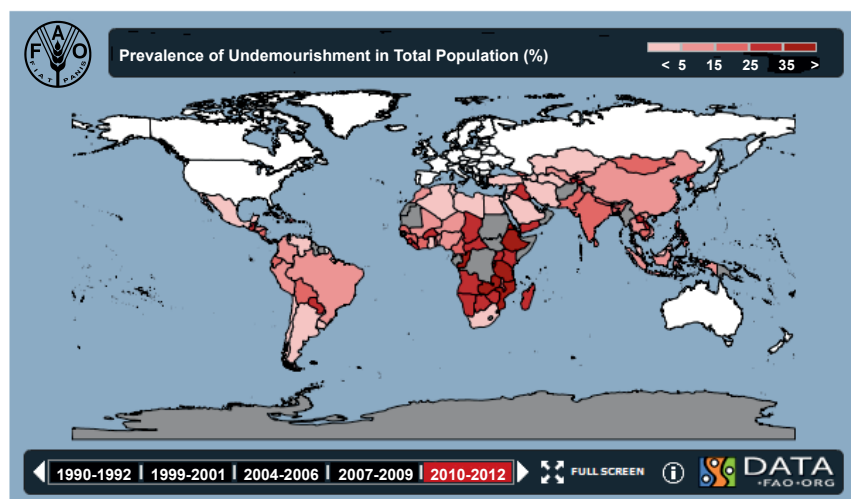 F A O
FIAT PANIS
Prevalence of Undemourishment in Total Population (%)
< 5 15 25 35 >
1990-1992 1999-2001 2004-2006 2007-2009 2010-2012
FULL SCREEN
i
DATA
·FAO·ORG